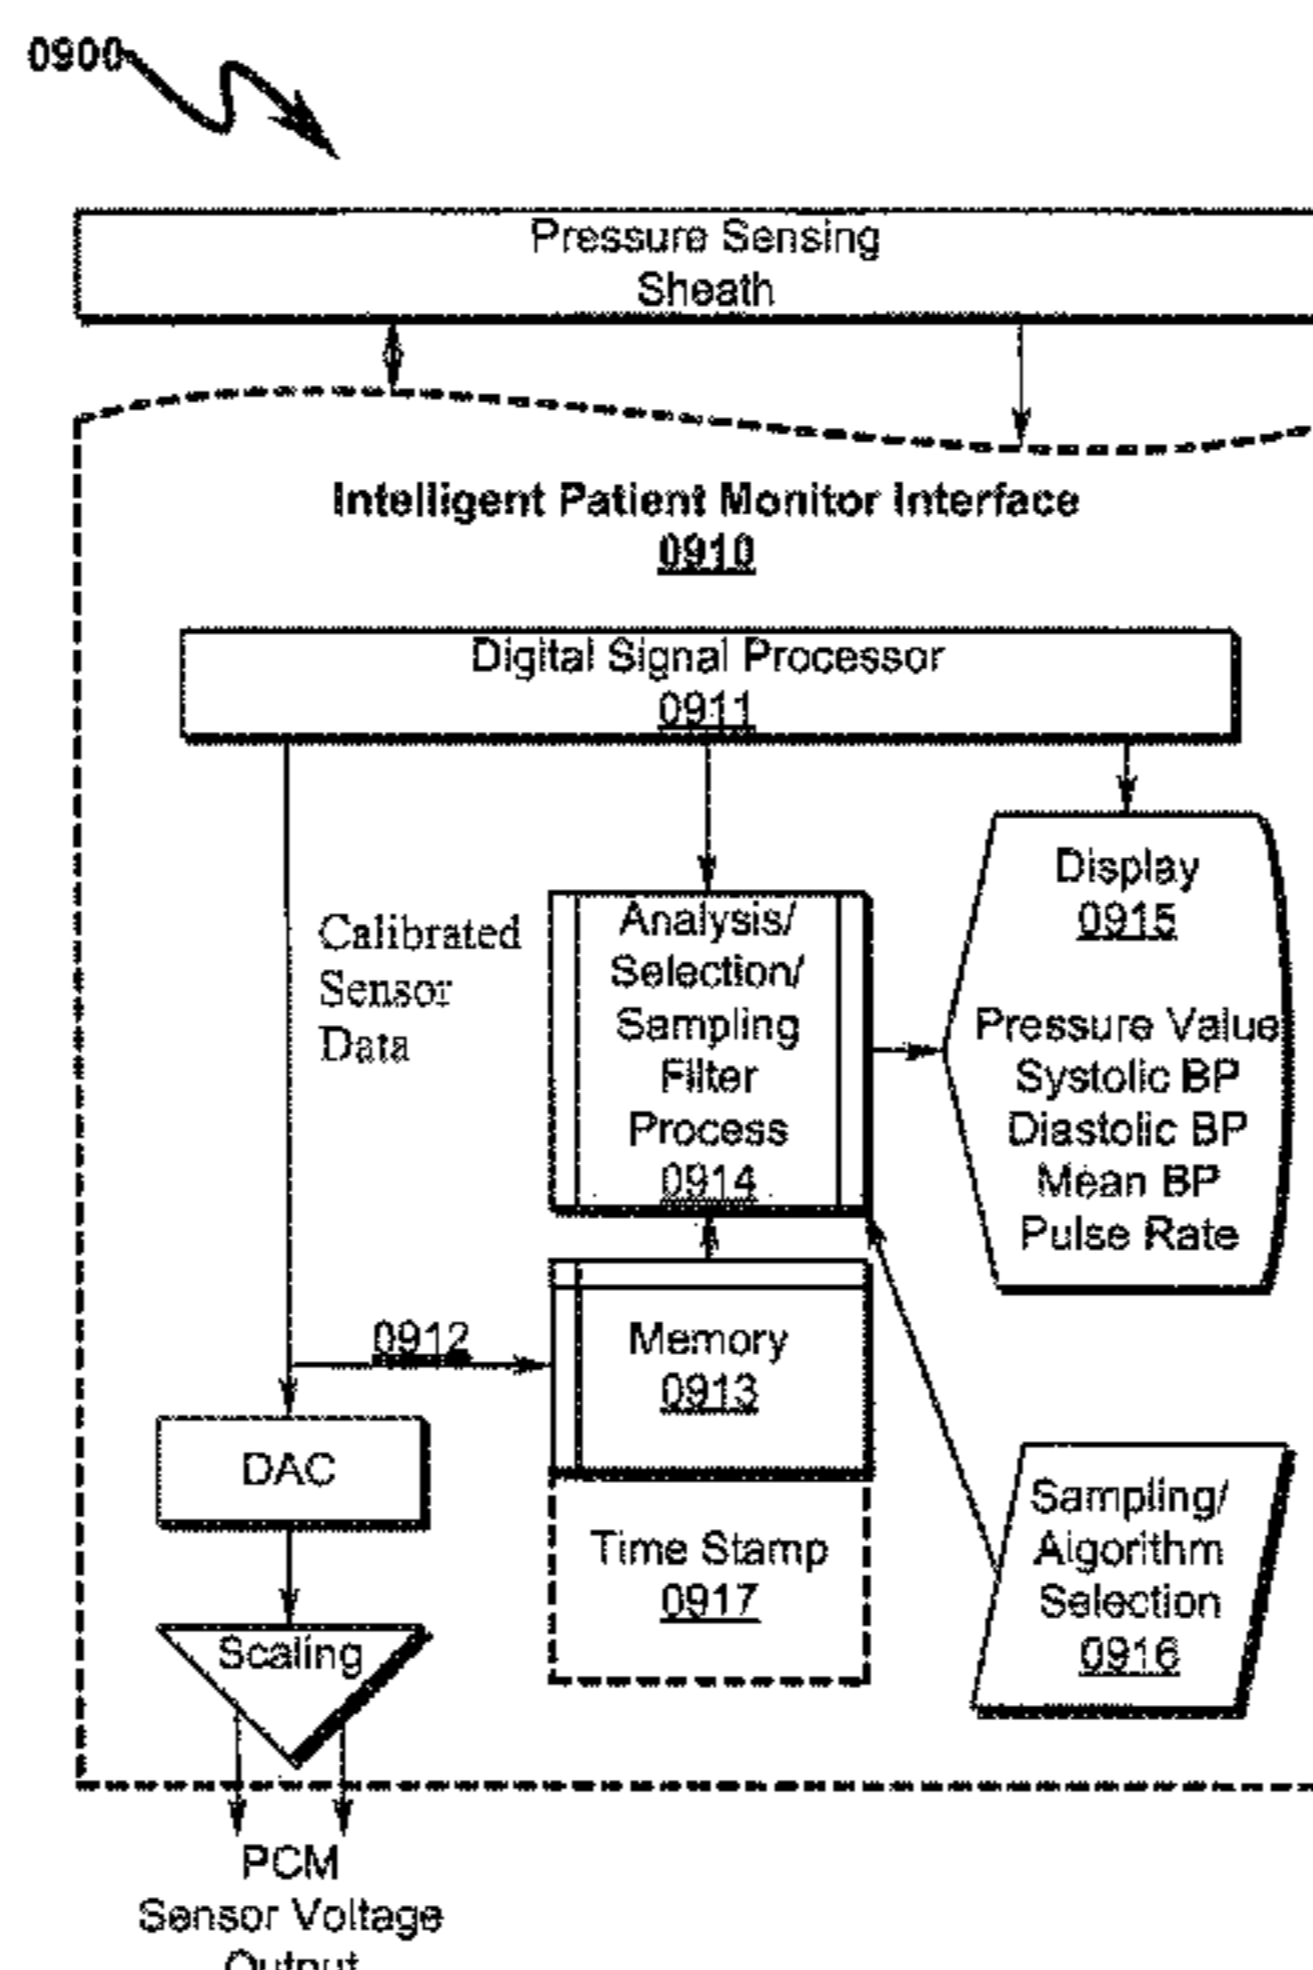 0900
Pressure Sensing
Sheath
Intelligent Patient Monitor Interface
0910
Digital Signal Processor
0911
Calibrated
Sensor
Data
Analysis/
Selection/
Sampling
Filter
Process
0914
Display
0915
Pressure Value
Systolic BP
Diastolic BP
Mean BP
Pulse Rate
0912
Memory
0913
DAC
Time Stamp
0917
Sampling/
Algorithm
Selection
0916
Scaling
PCM
Sensor Voltage
Output